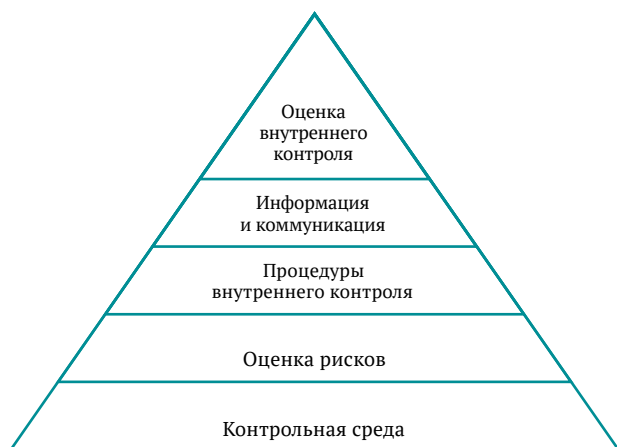 Оценка
внутреннего
контроля
Информация
и коммуникация
Процедуры
внутреннего контроля
Оценка рисков
Контрольная среда